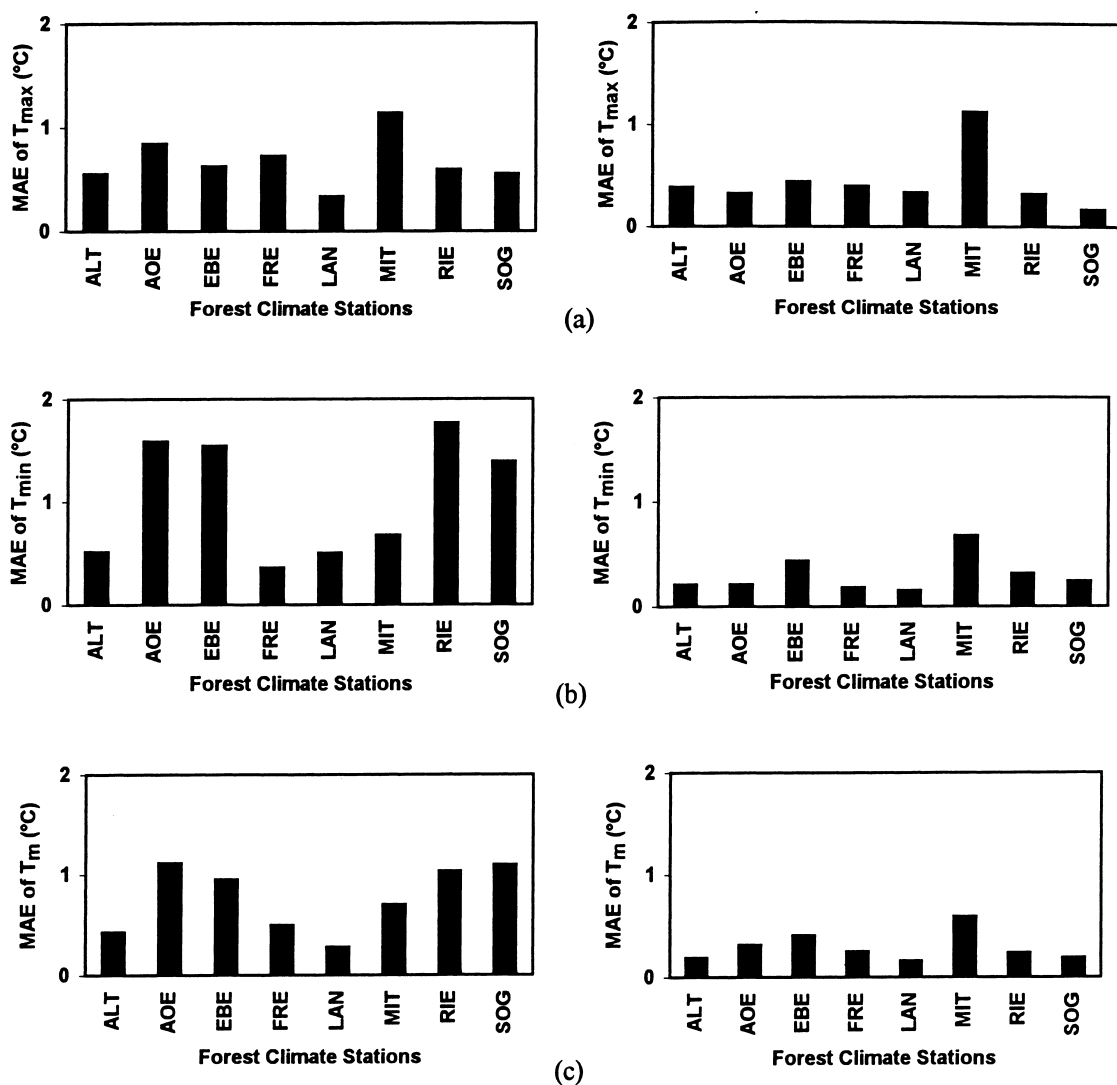 2
1
0
MAE of Tmax (°C)
ALT
AOE
EBE
FRE
LAN
MIT
RIE
SOG
Forest Climate Stations
2
1
0
MAE of Tmax (°C)
ALT
AOE
EBE
FRE
LAN
MIT
RIE
SOG
Forest Climate Stations
(a)
2
1
0
MAE of Tmin (°C)
ALT
AOE
EBE
FRE
LAN
MIT
RIE
SOG
Forest Climate Stations
2
1
0
MAE of Tmin (°C)
ALT
AOE
EBE
FRE
LAN
MIT
RIE
SOG
Forest Climate Stations
(b)
2
1
0
MAE of Tm (°C)
ALT
AOE
EBE
FRE
LAN
MIT
RIE
SOG
Forest Climate Stations
2
1
0
MAE of Tm (°C)
ALT
AOE
EBE
FRE
LAN
MIT
RIE
SOG
Forest Climate Stations
(c)